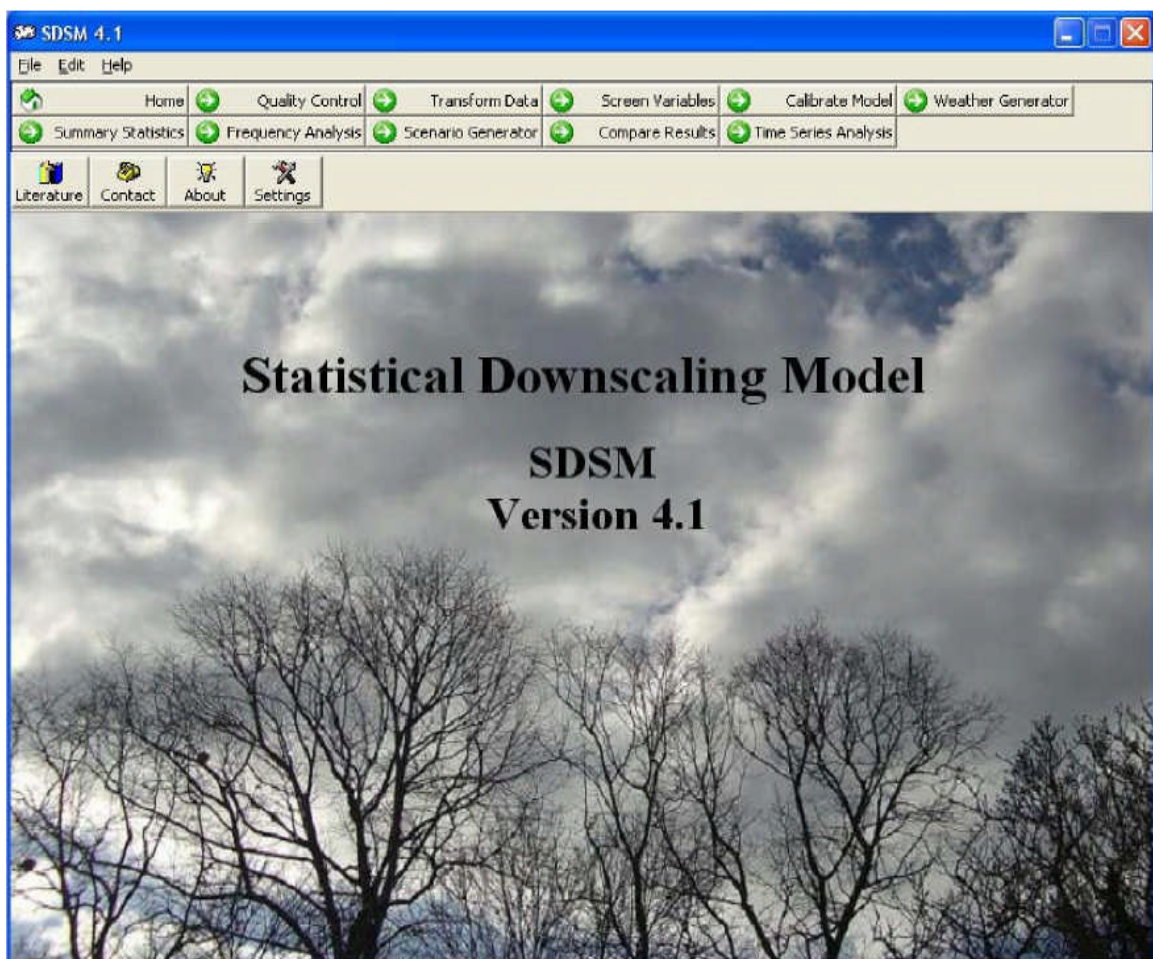 SDSM 4.1
File Edit Help
Home Quality Control Transform Data Screen Variables Calibrate Model Weather Generator
Summary Statistics Frequency Analysis Scenario Generator Compare Results Time Series Analysis
Literature Contact About Settings
Statistical Downscaling Model
SDSM
Version 4.1